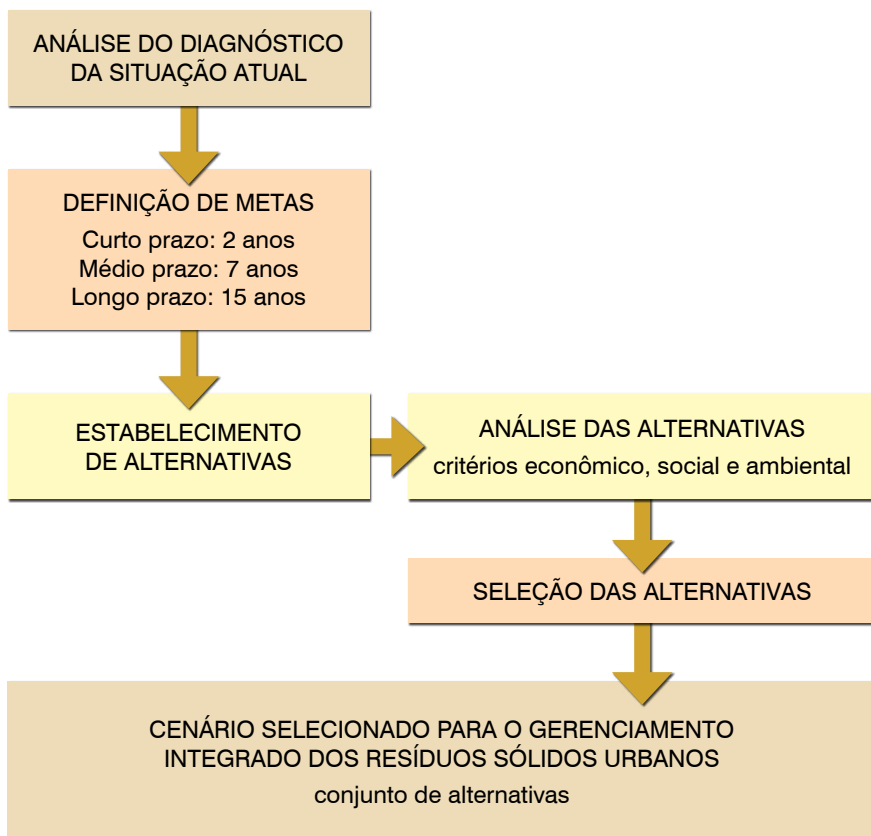 ANÁLISE DO DIAGNÓSTICO
DA SITUAÇÃO ATUAL
DEFINIÇÃO DE METAS
Curto prazo: 2 anos
Médio prazo: 7 anos
Longo prazo: 15 anos
ESTABELECIMENTO
DE ALTERNATIVAS
ANÁLISE DAS ALTERNATIVAS
critérios econômico, social e ambiental
SELEÇÃO DAS ALTERNATIVAS
CENÁRIO SELECIONADO PARA O GERENCIAMENTO
INTEGRADO DOS RESÍDUOS SÓLIDOS URBANOS
conjunto de alternativas